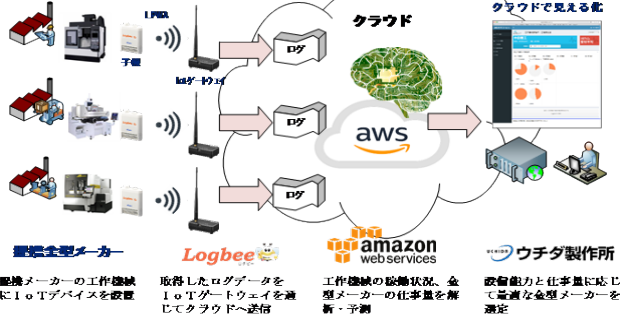 クラウド
クラウドで見える化
子機
IoTゲートウェイ
ログ
ログ
ログ
aws
提携金型メーカー
Logbee
amazon
web services
UCHIDA ウチダ製作所
提携メーカーの工作機械
にIoTデバイスを設置
取得したログデータを
IoTゲートウェイを通
じてクラウドへ送信
工作機械の稼働状況、金
型メーカーの仕事量を解
析・予測
設備能力と仕事量に応じ
て最適な金型メーカーを
選定